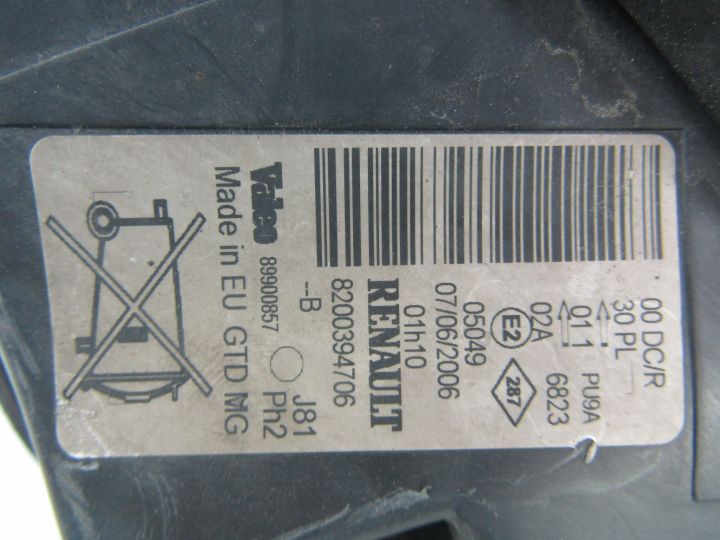 00 DC/R
30 PL
01 1 PU9A
02A 6823
E2 287
05049
07/06/2006
01h10
RENAULT
8200394706
--B
Valeo 89900857 J81
Made in EU GTD MG Ph2